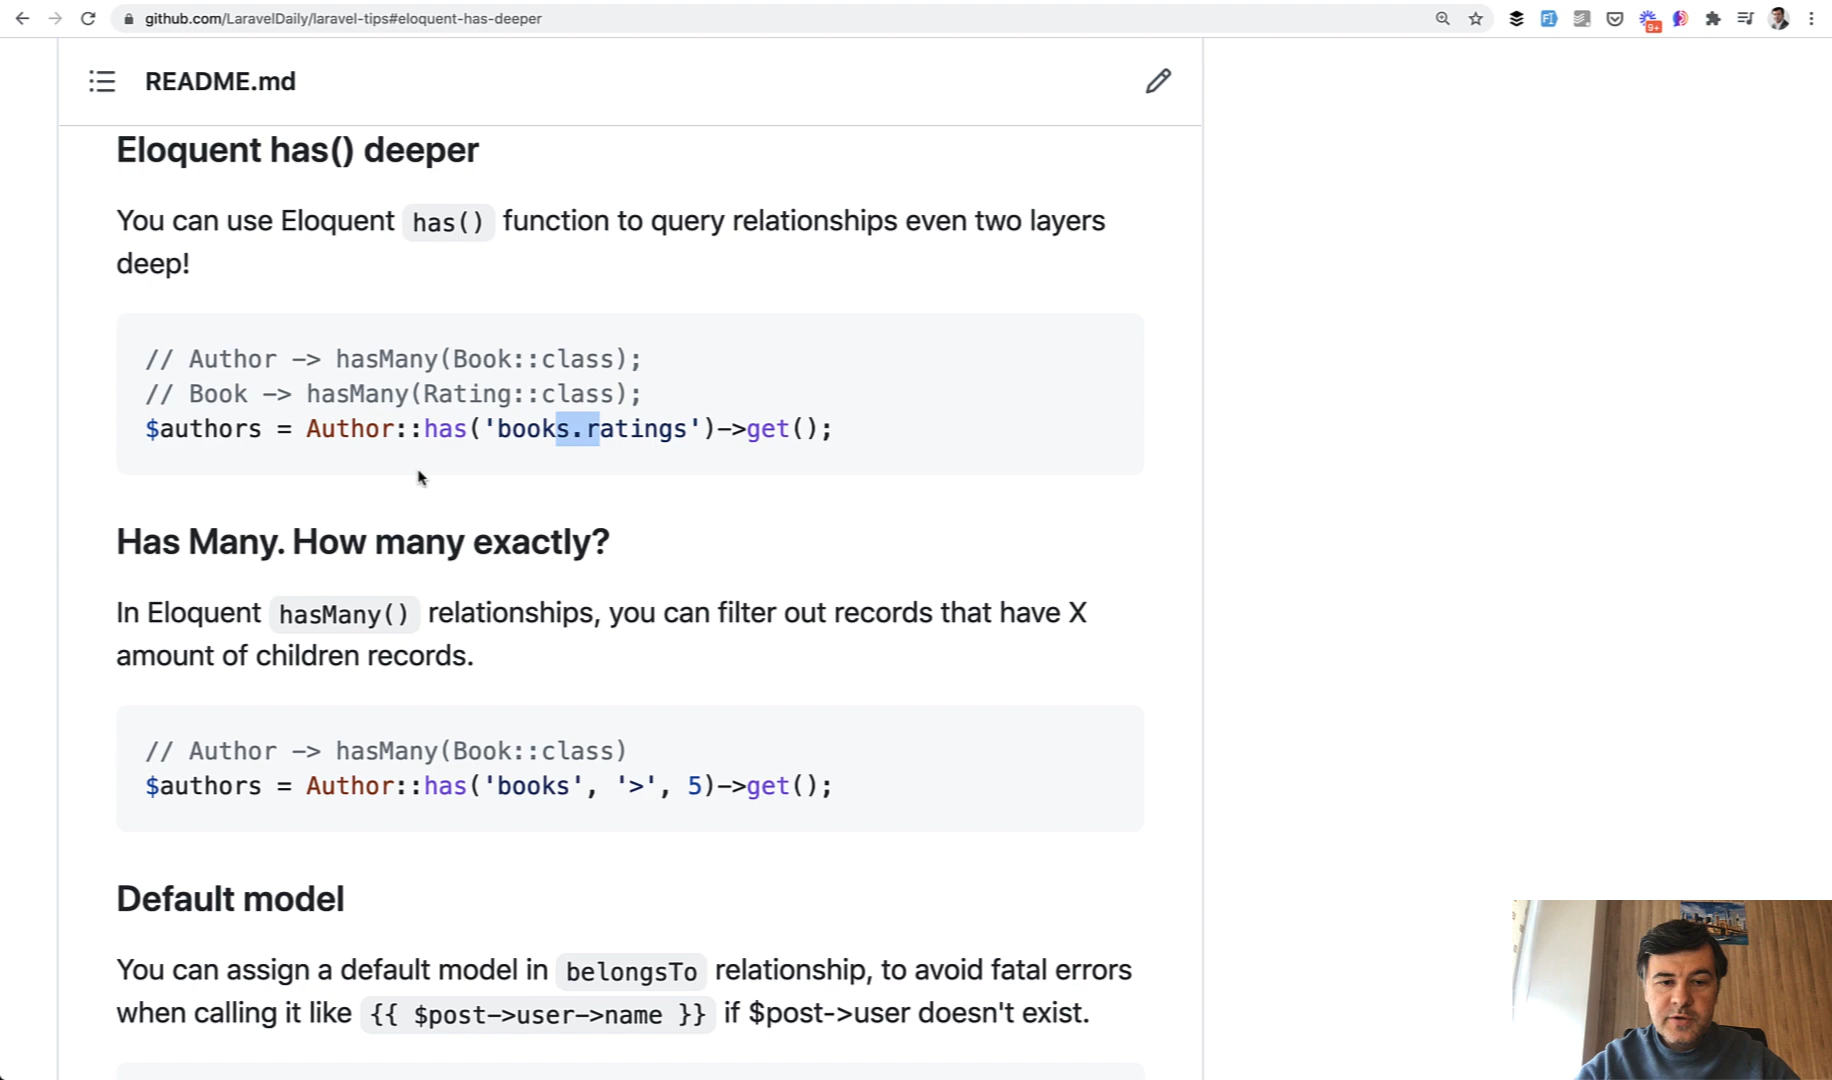 github.com/LaravelDaily/laravel-tips#eloquent-has-deeper
9+
README.md
Eloquent has() deeper
You can use Eloquent has() function to query relationships even two layers
deep!
// Author -> hasMany(Book::class);
// Book -> hasMany(Rating::class);
$authors = Author::has('books.ratings')->get();
Has Many. How many exactly?
In Eloquent hasMany() relationships, you can filter out records that have X
amount of children records.
// Author -> hasMany(Book::class)
$authors = Author::has('books', '>', 5)->get();
Default model
You can assign a default model in belongsTo relationship, to avoid fatal errors
when calling it like {{ $post->user->name }} if $post->user doesn't exist.